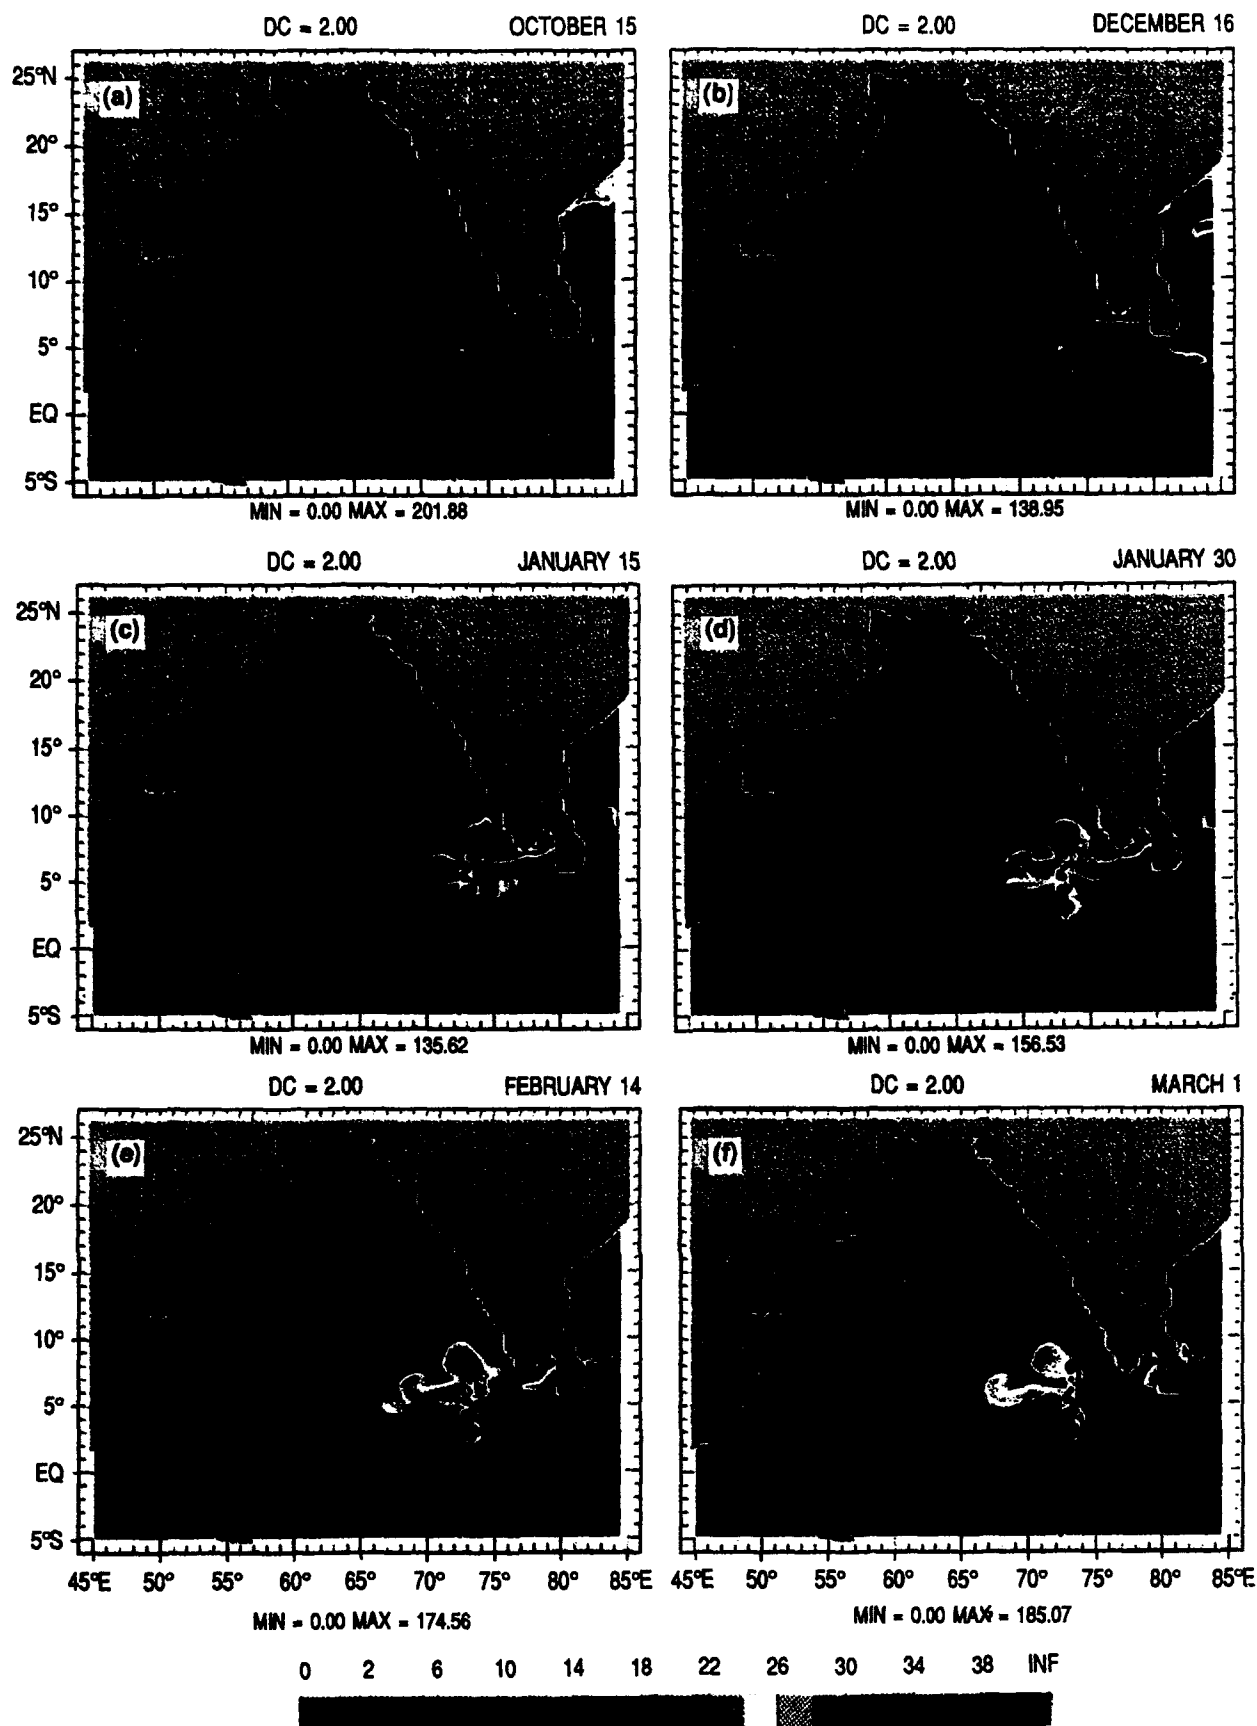 DC = 2.00 OCTOBER 15
DC = 2.00 DECEMBER 16
25°N
20°
15°
10°
5°
EQ
5°S
(a)
(b)
MIN = 0.00 MAX = 201.88
MIN = 0.00 MAX = 138.95
DC = 2.00 JANUARY 15
DC = 2.00 JANUARY 30
25°N
20°
15°
10°
5°
EQ
5°S
(c)
(d)
MIN = 0.00 MAX = 135.62
MIN = 0.00 MAX = 156.53
DC = 2.00 FEBRUARY 14
DC = 2.00 MARCH 1
25°N
20°
15°
10°
5°
EQ
5°S
(e)
(f)
45°E 50° 55° 60° 65° 70° 75° 80° 85°E
45°E 50° 55° 60° 65° 70° 75° 80° 85°E
MIN = 0.00 MAX = 174.56
MIN = 0.00 MAX = 185.07
0 2 6 10 14 18 22 26 30 34 38 INF